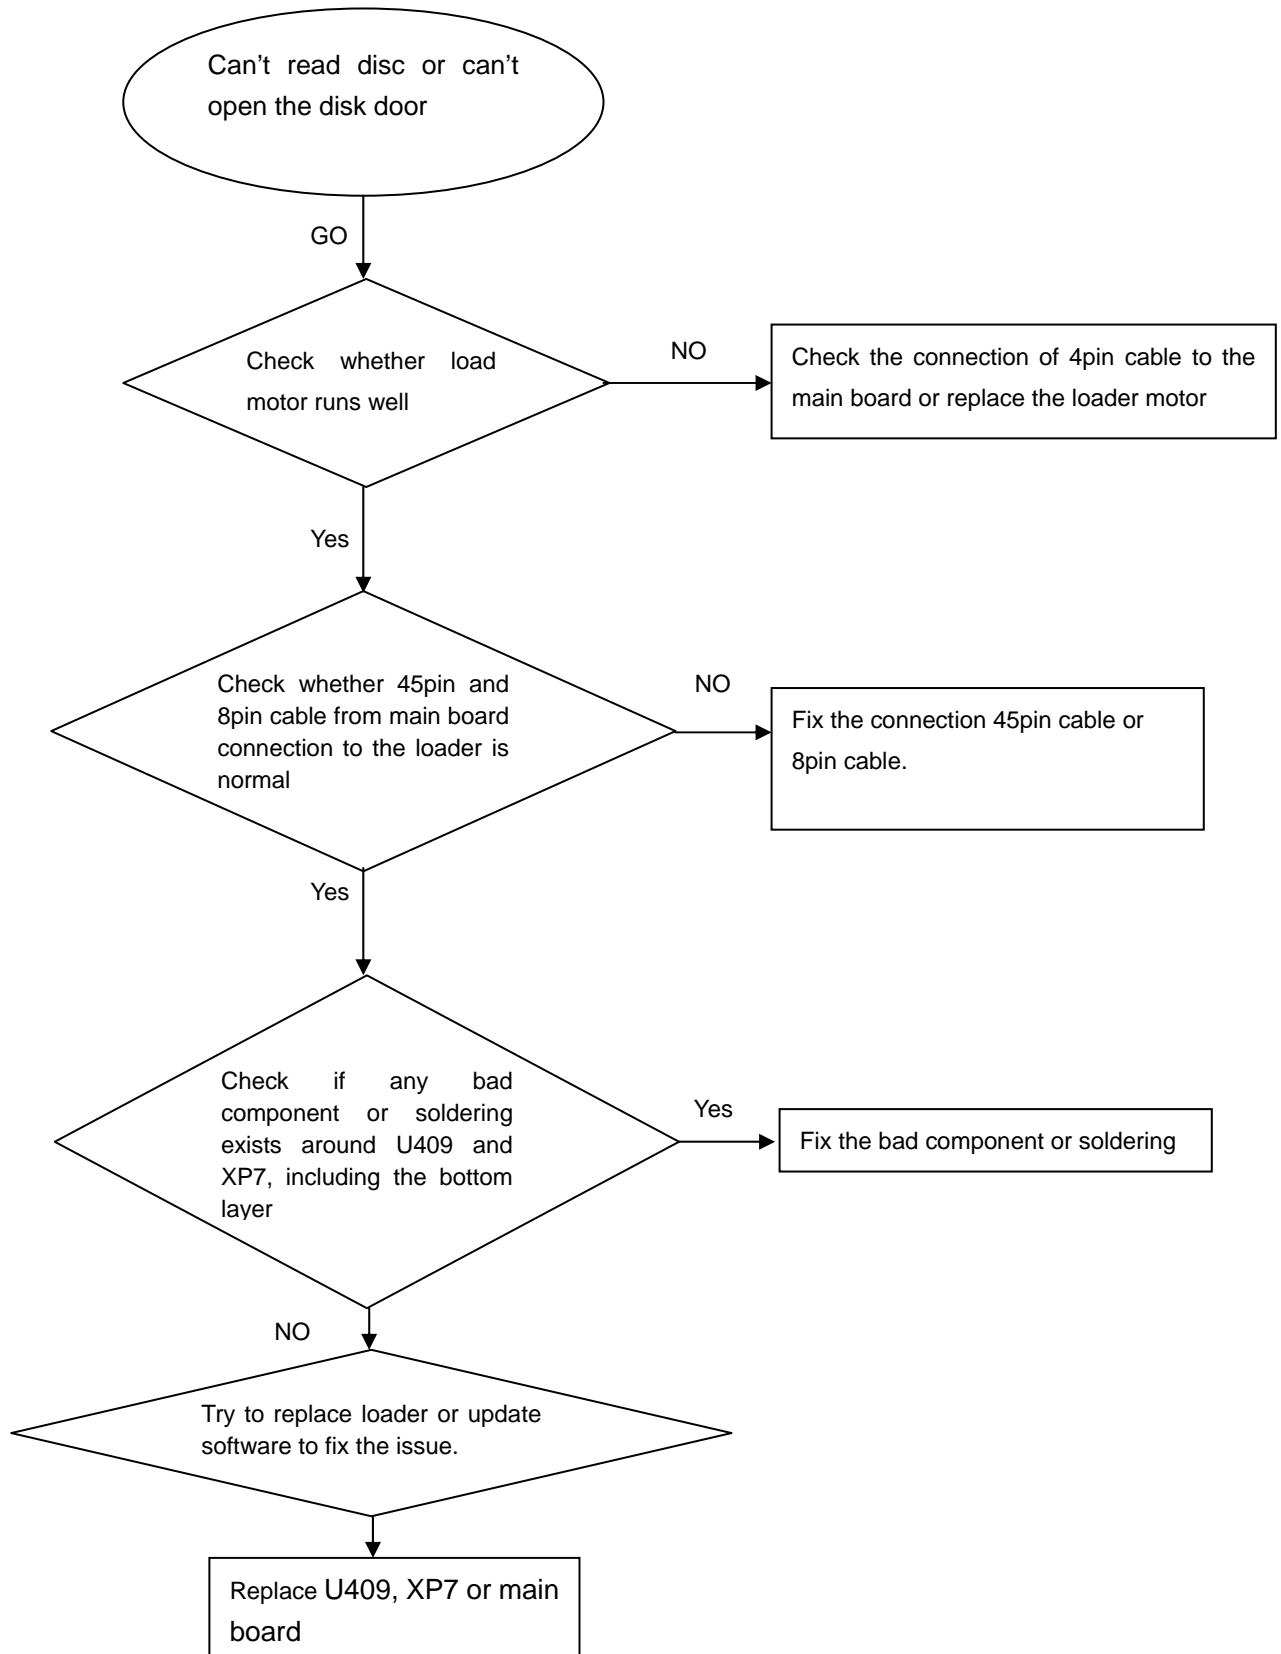 Can't read disc or can't
open the disk door
GO
Check whether load
motor runs well
NO
Check the connection of 4pin cable to the
main board or replace the loader motor
Yes
Check whether 45pin and
8pin cable from main board
connection to the loader is
normal
NO
Fix the connection 45pin cable or
8pin cable.
Yes
Check if any bad
component or soldering
exists around U409 and
XP7, including the bottom
layer
Yes
Fix the bad component or soldering
NO
Try to replace loader or update
software to fix the issue.
Replace U409, XP7 or main
board